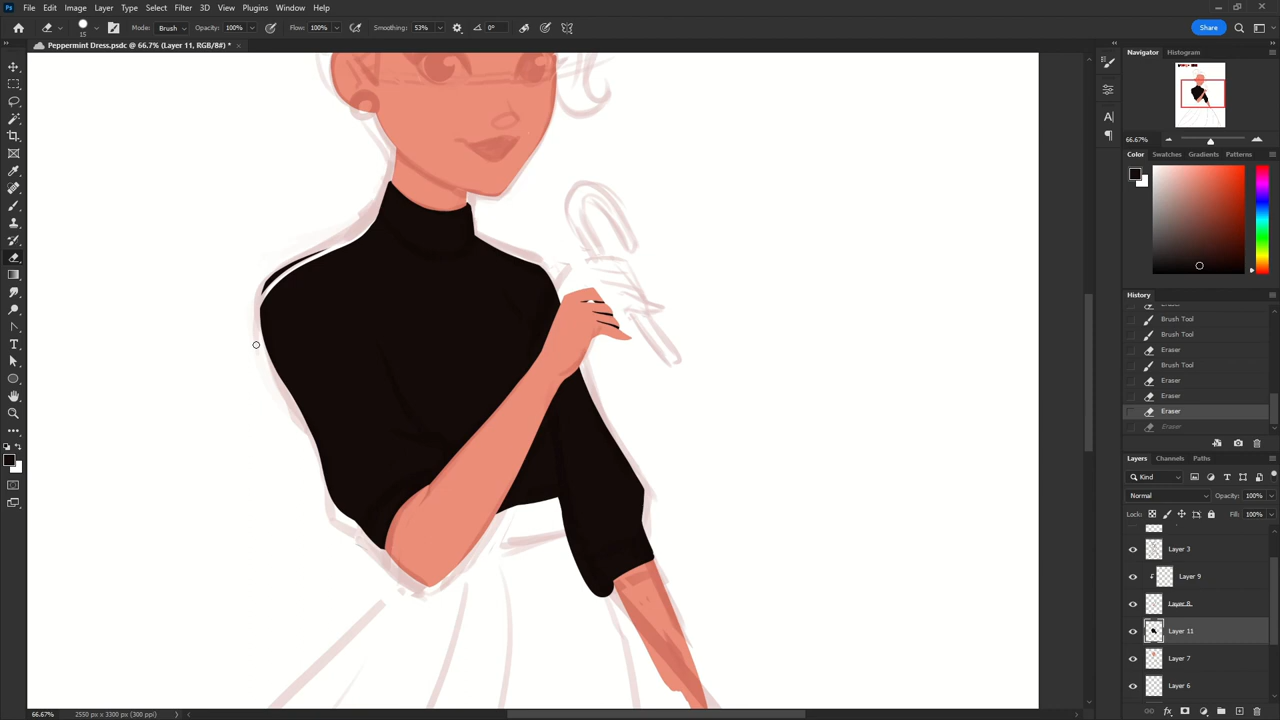 Ps File Edit Image Layer Type Select Filter 3D View Plugins Window Help
15 Mode: Brush Opacity: 100% Flow: 100% Smoothing: 53% 0° Share
Peppermint Dress.psdc @ 66.7% (Layer 11, RGB/8#) *
Navigator Histogram
66.67%
Color Swatches Gradients Patterns
History
Eraser
Brush Tool
Brush Tool
Eraser
Brush Tool
Eraser
Eraser
Eraser
Eraser
Layers Channels Paths
Kind
Normal Opacity: 100%
Lock: Fill: 100%
Layer 3
Layer 9
Layer 8
Layer 11
Layer 7
Layer 6
66.67% 2550 px x 3300 px (300 ppi)